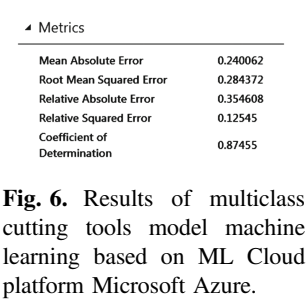 Metrics
Mean Absolute Error 0.240062
Root Mean Squared Error 0.284372
Relative Absolute Error 0.354608
Relative Squared Error 0.12545
Coefficient of
Determination 0.87455
Fig. 6. Results of multiclass
cutting tools model machine
learning based on ML Cloud
platform Microsoft Azure.